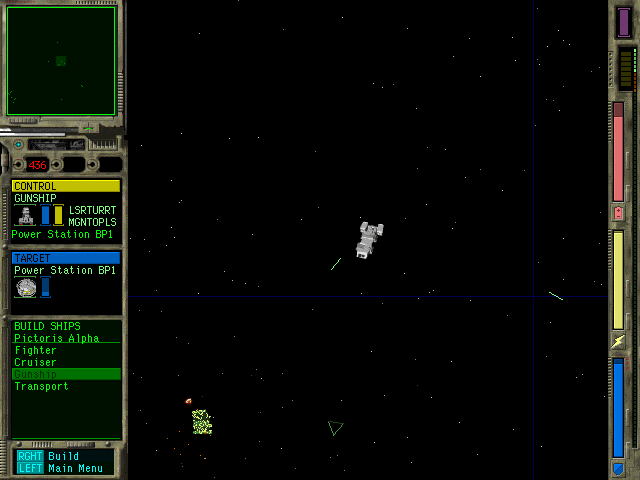 436
CONTROL
GUNSHIP
LSRTURRT
MGNTOPLS
Power Station BP1
TARGET
Power Station BP1
BUILD SHIPS
Pictoris Alpha
Fighter
Cruiser
Gunship
Transport
RGHT Build
LEFT Main Menu